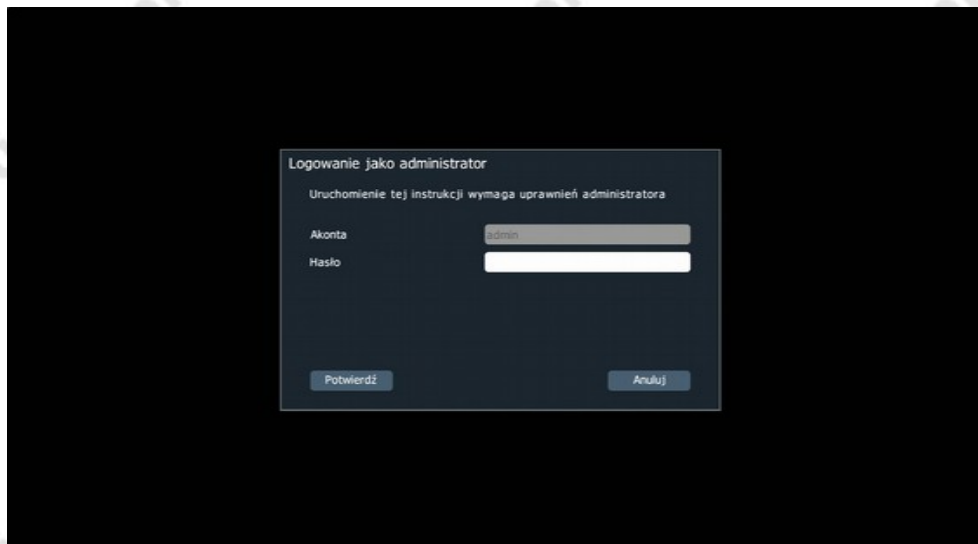 Logowanie jako administrator
Uruchomienie tej instrukcji wymaga uprawnień administratora
Akonta admin
Hasło
Potwierdź Anuluj